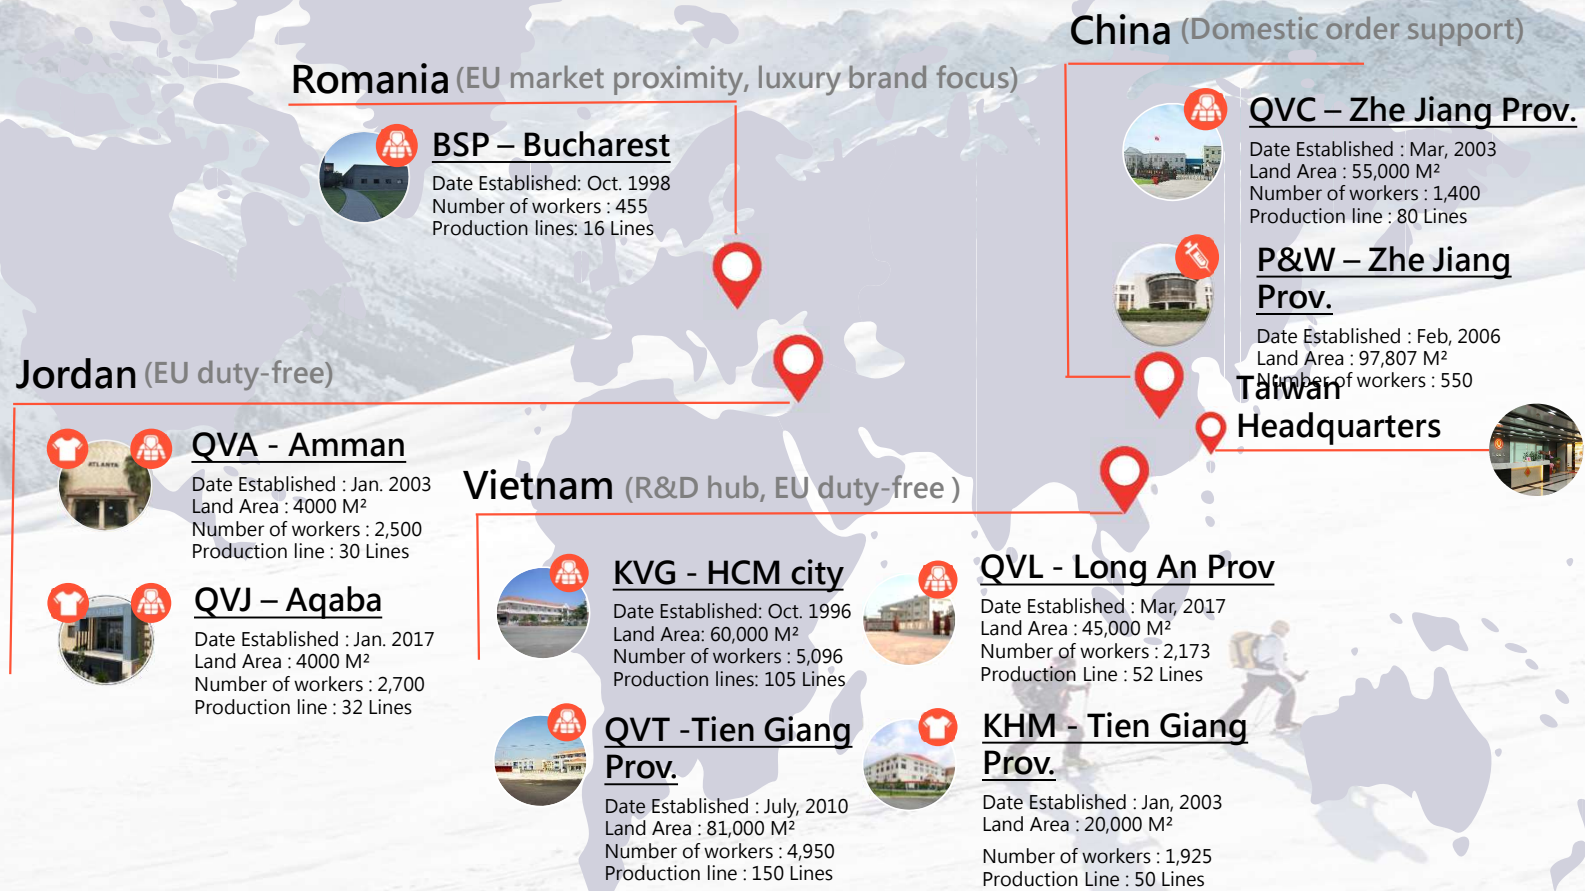 China (Domestic order support)
QVC – Zhe Jiang Prov.
Date Established : Mar, 2003
Land Area : 55,000 M²
Number of workers : 1,400
Production line : 80 Lines
P&W – Zhe Jiang
Prov.
Date Established : Feb, 2006
Land Area : 97,807 M²
Number of workers : 550
Taiwan
Headquarters
Romania (EU market proximity, luxury brand focus)
BSP – Bucharest
Date Established: Oct. 1998
Number of workers : 455
Production lines: 16 Lines
Jordan (EU duty-free)
QVA - Amman
ATLANTA
Date Established : Jan. 2003
Land Area : 4000 M²
Number of workers : 2,500
Production line : 30 Lines
QVJ – Aqaba
Date Established : Jan. 2017
Land Area : 4000 M²
Number of workers : 2,700
Production line : 32 Lines
Vietnam (R&D hub, EU duty-free )
KVG - HCM city
Date Established: Oct. 1996
Land Area: 60,000 M²
Number of workers : 5,096
Production lines: 105 Lines
QVL - Long An Prov
Date Established : Mar, 2017
Land Area : 45,000 M²
Number of workers : 2,173
Production Line : 52 Lines
QVT -Tien Giang
Prov.
Date Established : July, 2010
Land Area : 81,000 M²
Number of workers : 4,950
Production line : 150 Lines
KHM - Tien Giang
Prov.
Date Established : Jan, 2003
Land Area : 20,000 M²
Number of workers : 1,925
Production Line : 50 Lines